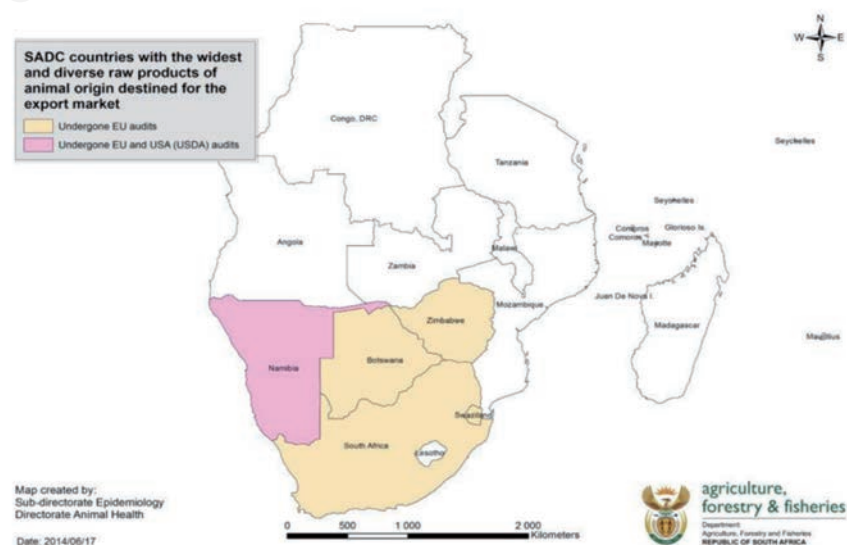 SADC countries with the widest
and diverse raw products of
animal origin destined for the
export market
Undergone EU audits
Undergone EU and USA (USDA) audits
N
W E
S
Congo, DRC
Tanzania
Seychelles
Seychelles
Angola
Malawi
Comoros
Comoros
Glorioso Is.
Mayotte
Zambia
Mozambique
Juan De Nova I.
Madagascar
Mauritius
Zimbabwe
Namibia
Botswana
Swaziland
South Africa
Lesotho
Map created by:
Sub-directorate Epidemiology
Directorate Animal Health
Date: 2014/06/17
0 500 1 000 2 000
Kilometers
agriculture,
forestry & fisheries
Department:
Agriculture, Forestry and Fisheries
REPUBLIC OF SOUTH AFRICA